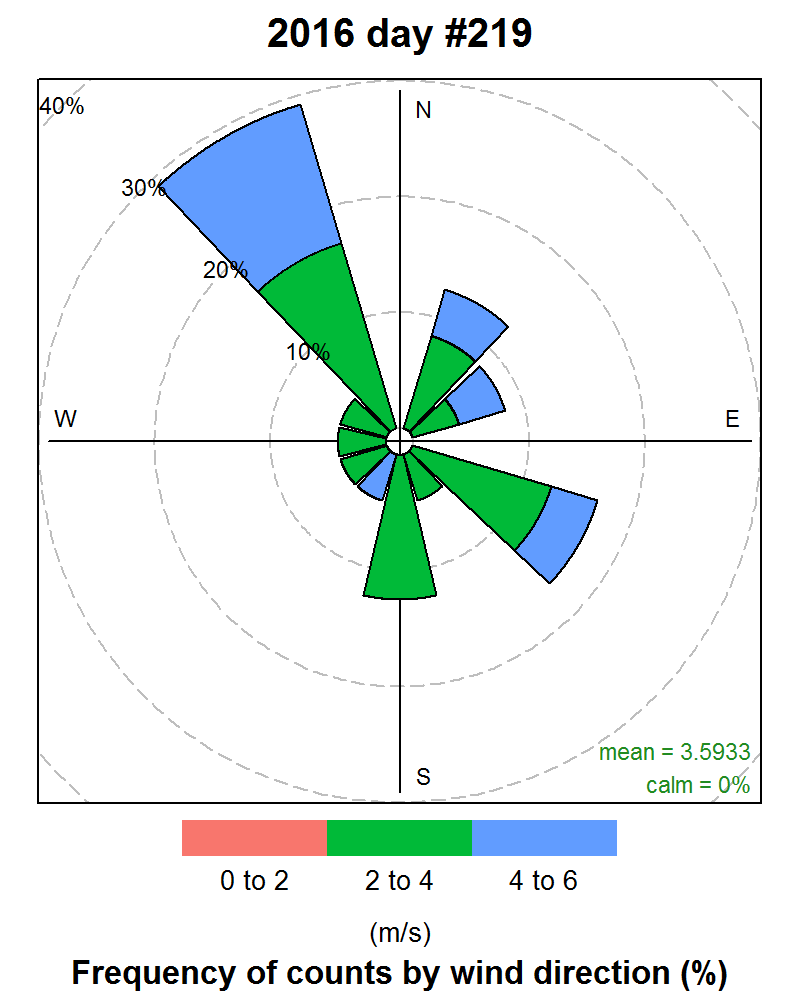 2016 day #219
40%
N
30%
20%
10%
W
E
S
mean = 3.5933
calm = 0%
0 to 2
2 to 4
4 to 6
(m/s)
Frequency of counts by wind direction (%)